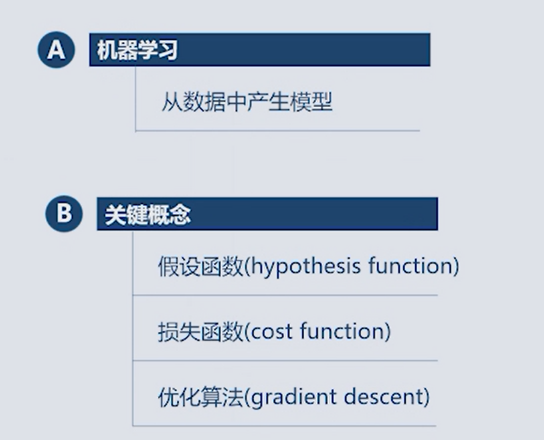 A 机器学习
从数据中产生模型
B 关键概念
假设函数(hypothesis function)
损失函数(cost function)
优化算法(gradient descent)